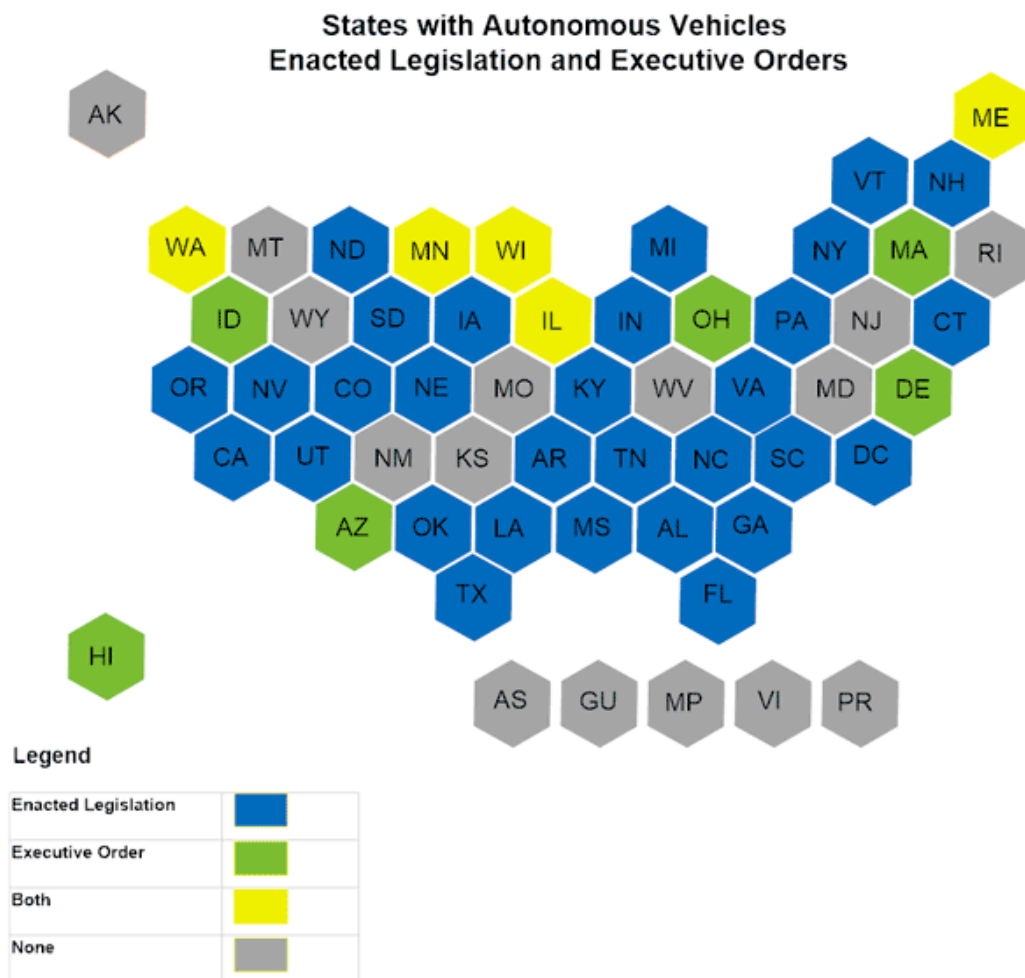 States with Autonomous Vehicles
Enacted Legislation and Executive Orders
AK
ME
VT NH
WA MT ND MN WI MI NY MA RI
ID WY SD IA IL IN OH PA NJ CT
OR NV CO NE MO KY WV VA MD DE
CA UT NM KS AR TN NC SC DC
AZ OK LA MS AL GA
TX FL
HI
AS GU MP VI PR
Legend
Enacted Legislation
Executive Order
Both
None